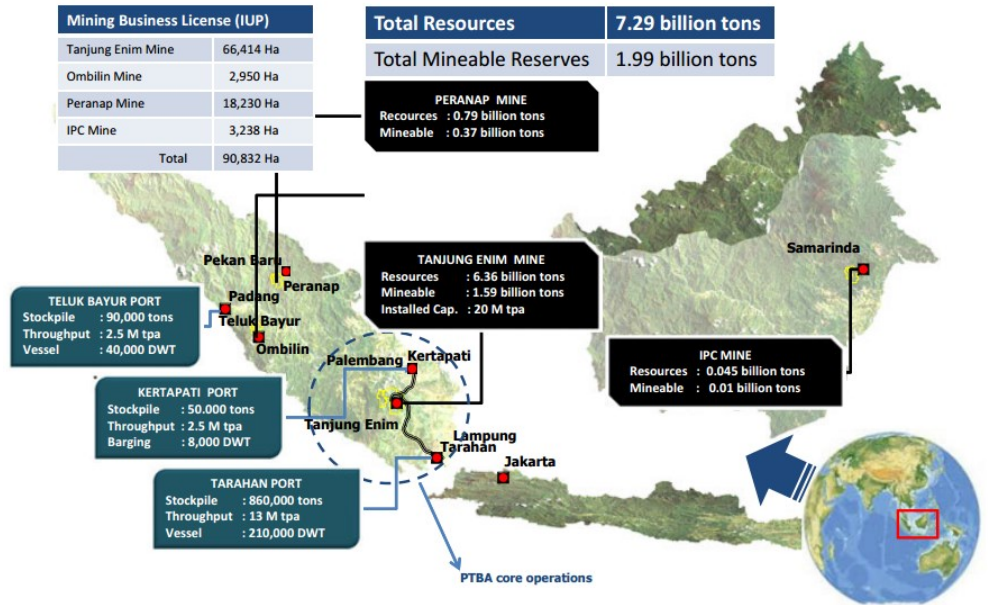 Mining Business License (IUP)
Tanjung Enim Mine 66,414 Ha
Ombilin Mine 2,950 Ha
Peranap Mine 18,230 Ha
IPC Mine 3,238 Ha
Total 90,832 Ha
Total Resources 7.29 billion tons
Total Mineable Reserves 1.99 billion tons
PERANAP MINE
Recources : 0.79 billion tons
Mineable : 0.37 billion tons
TANJUNG ENIM MINE
Resources : 6.36 billion tons
Mineable : 1.59 billion tons
Installed Cap. : 20 M tpa
Samarinda
IPC MINE
Resources : 0.045 billion tons
Mineable : 0.01 billion tons
Pekan Baru
Peranap
Padang
Teluk Bayur
Ombilin
TELUK BAYUR PORT
Stockpile : 90,000 tons
Throughput : 2.5 M tpa
Vessel : 40,000 DWT
Palembang
Kertapati
KERTAPATI PORT
Stockpile : 50.000 tons
Throughput : 2.5 M tpa
Barging : 8,000 DWT
Tanjung Enim
Lampung
Tarahan
Jakarta
TARAHAN PORT
Stockpile : 860,000 tons
Throughput : 13 M tpa
Vessel : 210,000 DWT
PTBA core operations